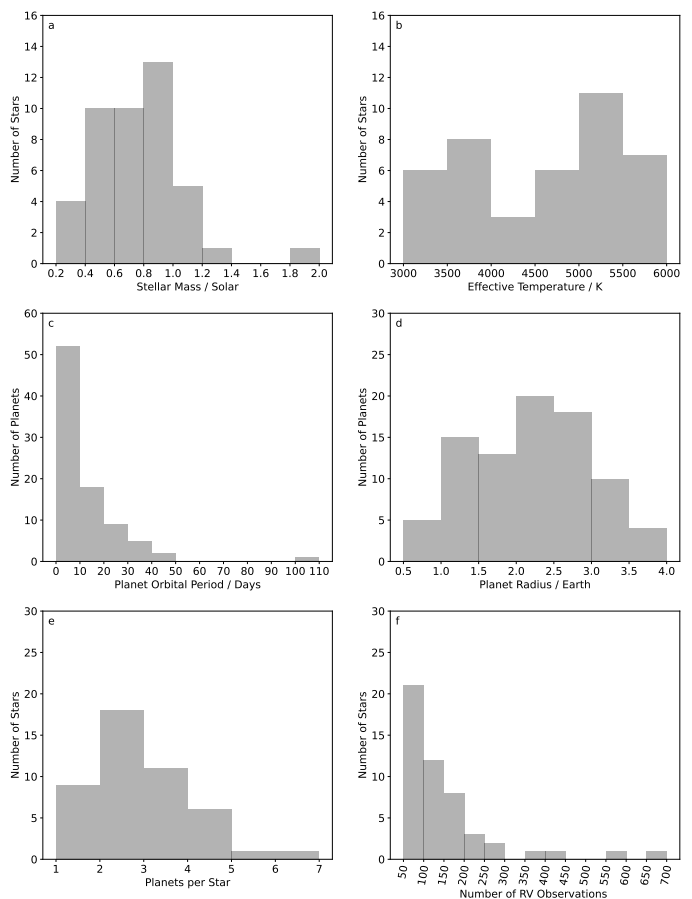 a
16
14
12
10
8
6
4
2
0
Number of Stars
0.2 0.4 0.6 0.8 1.0 1.2 1.4 1.6 1.8 2.0
Stellar Mass / Solar
b
16
14
12
10
8
6
4
2
0
Number of Stars
3000 3500 4000 4500 5000 5500 6000
Effective Temperature / K
c
60
50
40
30
20
10
0
Number of Planets
0 10 20 30 40 50 60 70 80 90 100 110
Planet Orbital Period / Days
d
30
25
20
15
10
5
0
Number of Planets
0.5 1.0 1.5 2.0 2.5 3.0 3.5 4.0
Planet Radius / Earth
e
30
25
20
15
10
5
0
Number of Stars
1 2 3 4 5 6 7
Planets per Star
f
30
25
20
15
10
5
0
Number of Stars
50 100 150 200 250 300 350 400 450 500 550 600 650 700
Number of RV Observations